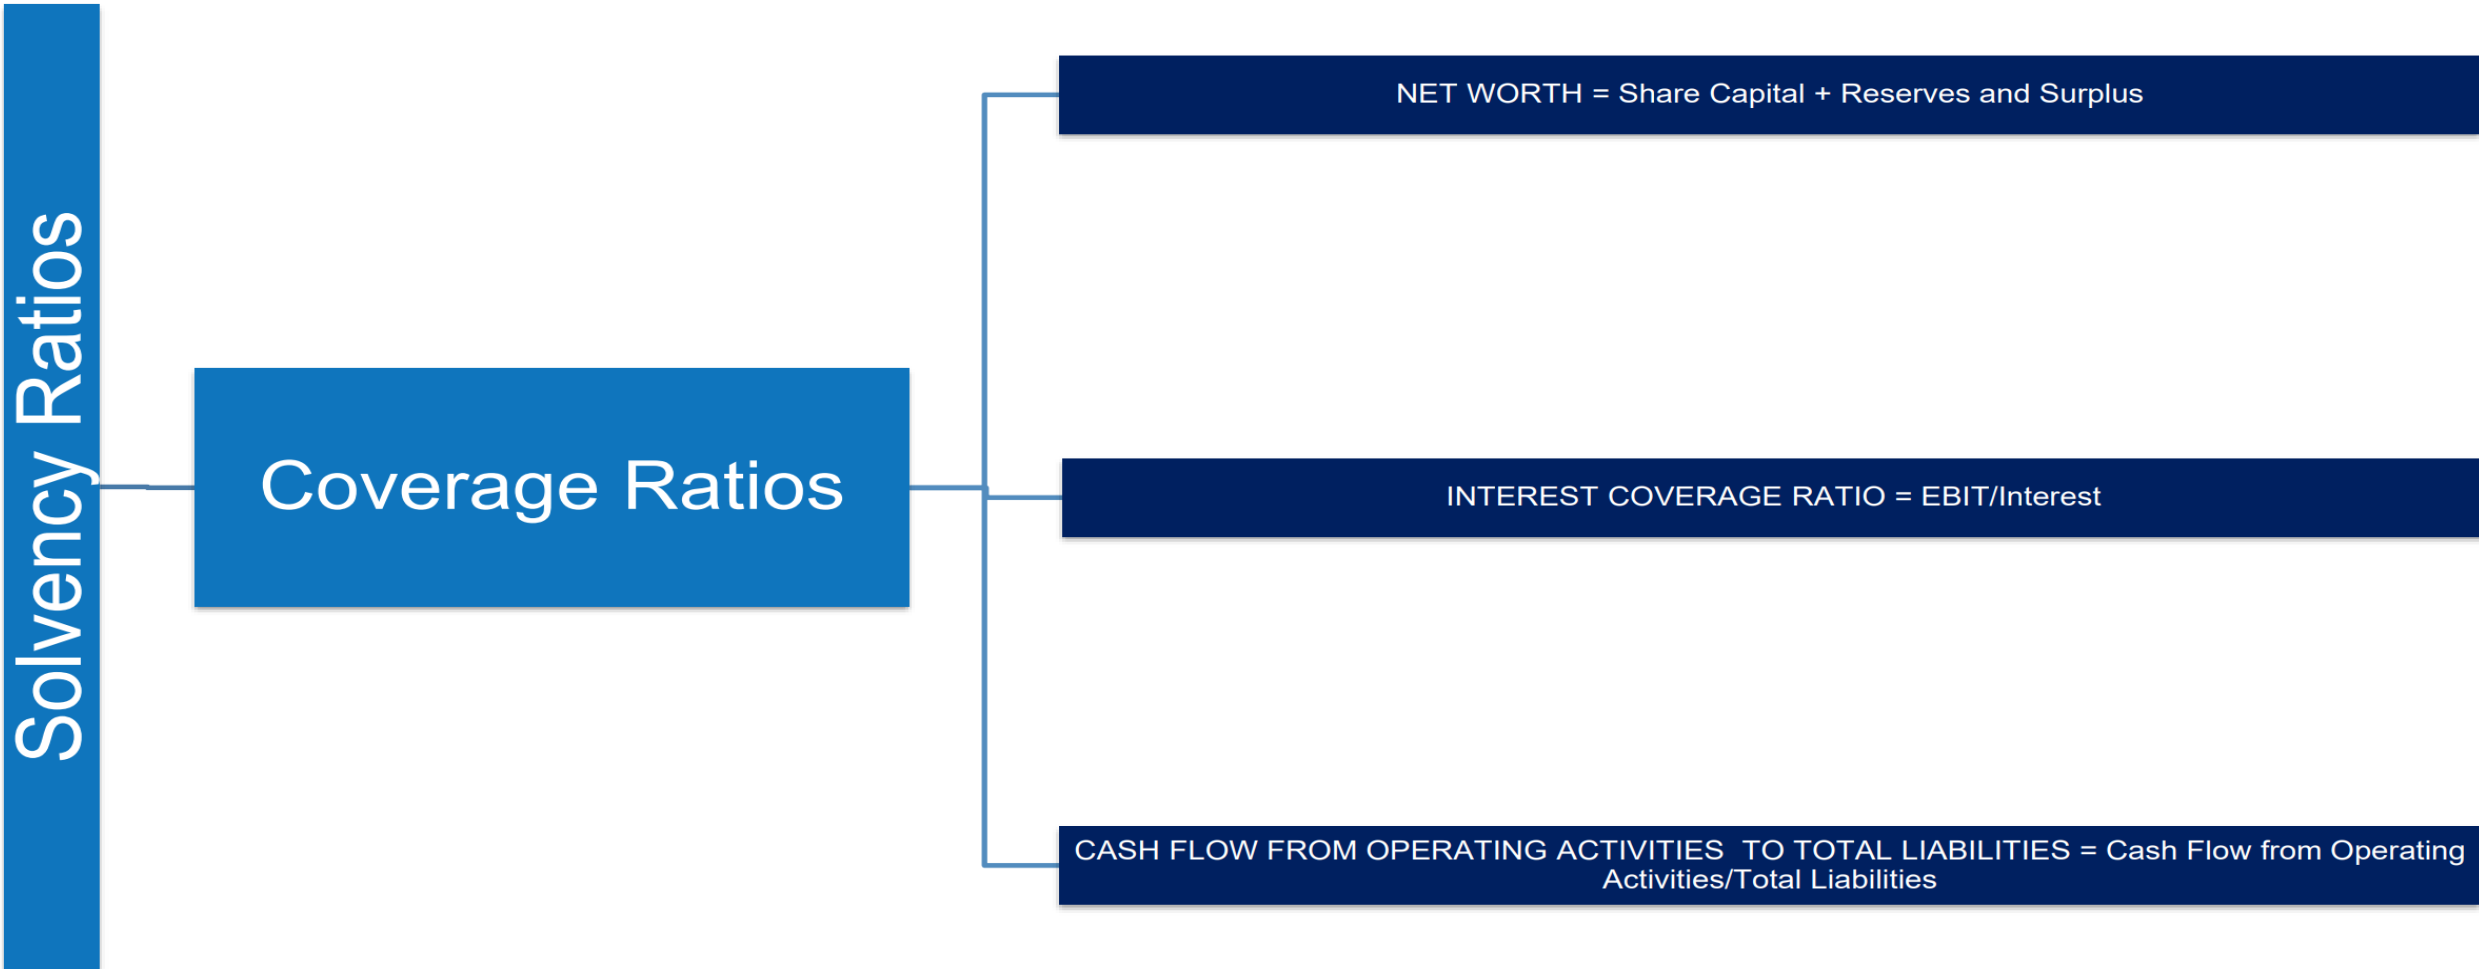 Solvency Ratios
Coverage Ratios
NET WORTH = Share Capital + Reserves and Surplus
INTEREST COVERAGE RATIO = EBIT/Interest
CASH FLOW FROM OPERATING ACTIVITIES  TO TOTAL LIABILITIES = Cash Flow from Operating
Activities/Total Liabilities